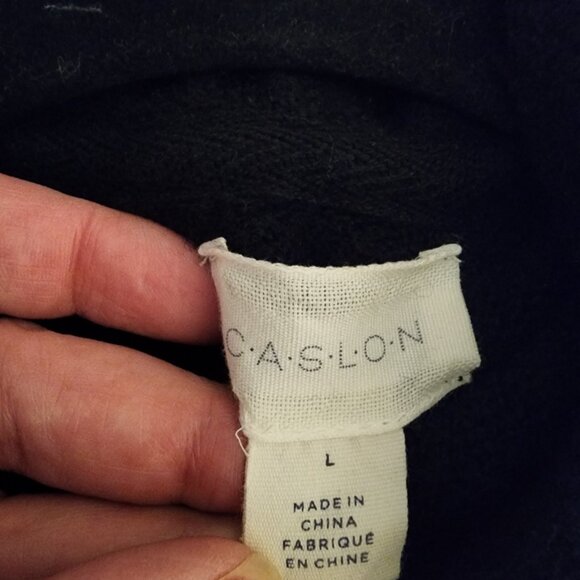 C·A·S·L·O·N
L
MADE IN
CHINA
FABRIQUÉ
EN CHINE